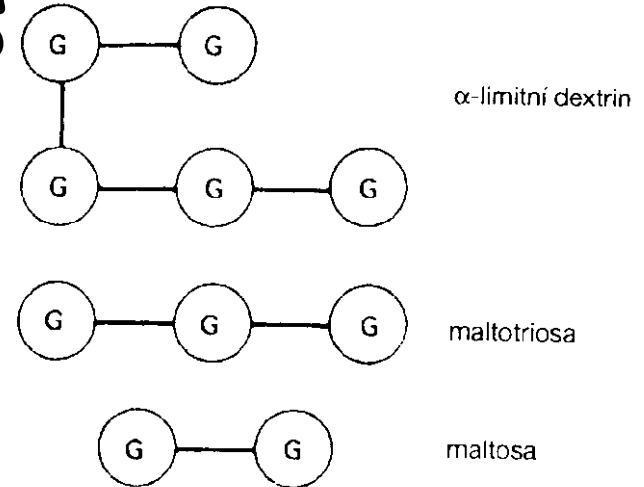 G G
α-limitní dextrin
G G G
G G G maltotriosa
G G maltosa